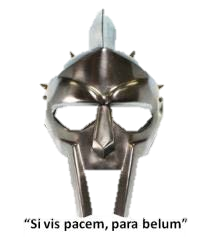 “Si vis pacem, para belum”